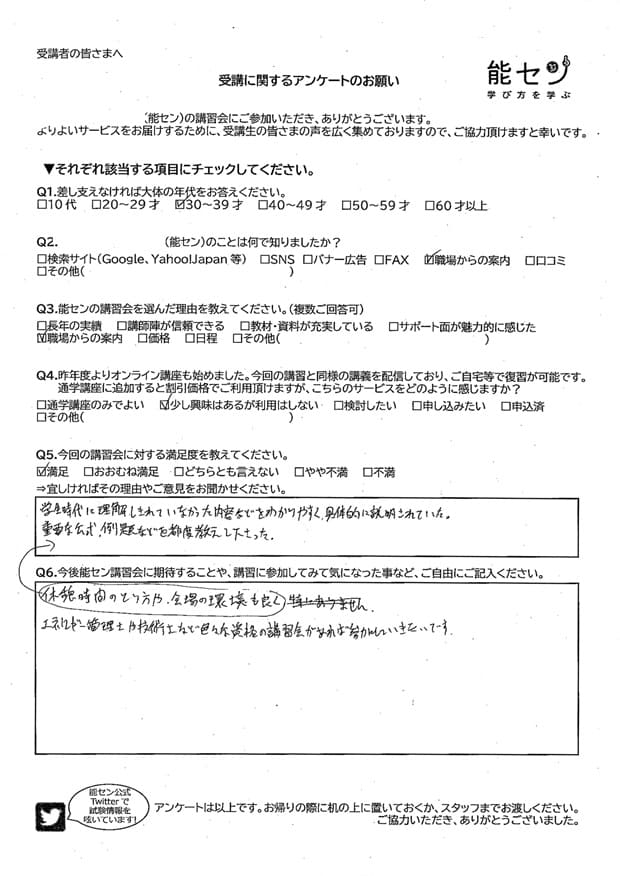 受講者の皆さまへ
受講に関するアンケートのお願い
能セン
学び方を学ぶ
(能セン)の講習会にご参加いただき、ありがとうございます。
よりよいサービスをお届けするために、受講生の皆さまの声を広く集めておりますので、ご協力頂けますと幸いです。
▼それぞれ該当する項目にチェックしてください。
Q1.差し支えなければ大体の年代をお答えください。
□10代 □20~29才 ☑30~39才 □40~49才 □50~59才 □60才以上
Q2. (能セン)のことは何で知りましたか?
□検索サイト(Google、Yahoo!Japan等) □SNS □バナー広告 □FAX ☑職場からの案内 □口コミ
□その他( )
Q3.能センの講習会を選んだ理由を教えてください。(複数ご回答可)
□長年の実績 □講師陣が信頼できる □教材・資料が充実している □サポート面が魅力的に感じた
☑職場からの案内 □価格 □日程 □その他( )
Q4.昨年度よりオンライン講座も始めました。今回の講習と同様の講義を配信しており、ご自宅等で復習が可能です。
通学講座に追加すると割引価格でご利用頂けますが、こちらのサービスをどのように感じますか?
□通学講座のみでよい ☑少し興味はあるが利用はしない □検討したい □申し込みたい □申込済
□その他( )
Q5.今回の講習会に対する満足度を教えてください。
☑満足 □おおむね満足 □どちらとも言えない □やや不満 □不満
⇒宜しければその理由やご意見をお聞かせください。
学生時代に理解しきれていなかった内容などをわかりやすく、具体的に説明されていた。
重要な公式、例題などを都度教えて下さった。
Q6.今後能セン講習会に期待することや、講習に参加してみて気になった事など、ご自由にご記入ください。
休憩時間のとり方や、会場の環境も良く 特にありません。
エネルギー管理士や技術士など色々な資格の講習会があれば参加していきたいです。
能セン公式
Twitterで
試験情報を
呟いています!
アンケートは以上です。お帰りの際に机の上に置いておくか、スタッフまでお渡しください。
ご協力いただき、ありがとうございました。